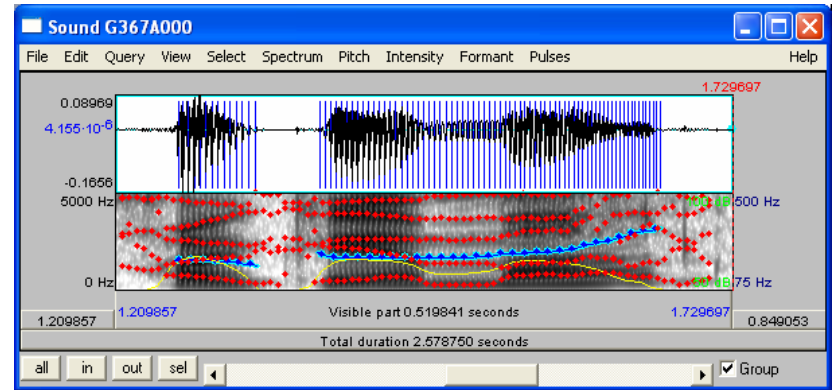 Sound G367A000
File Edit Query View Select Spectrum Pitch Intensity Formant Pulses Help
1.729697
0.08969
4.155·10-6
-0.1656
5000 Hz 500 Hz
0 Hz 75 Hz
1.209857 1.209857 Visible part 0.519841 seconds 1.729697 0.849053
Total duration 2.578750 seconds
all in out sel Group